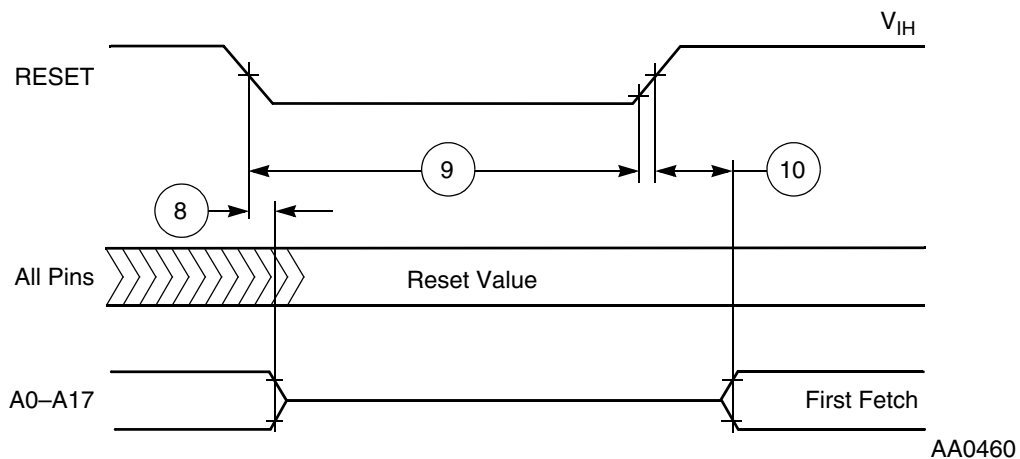 V_IH
RESET
9
10
8
All Pins
Reset Value
A0–A17
First Fetch
AA0460